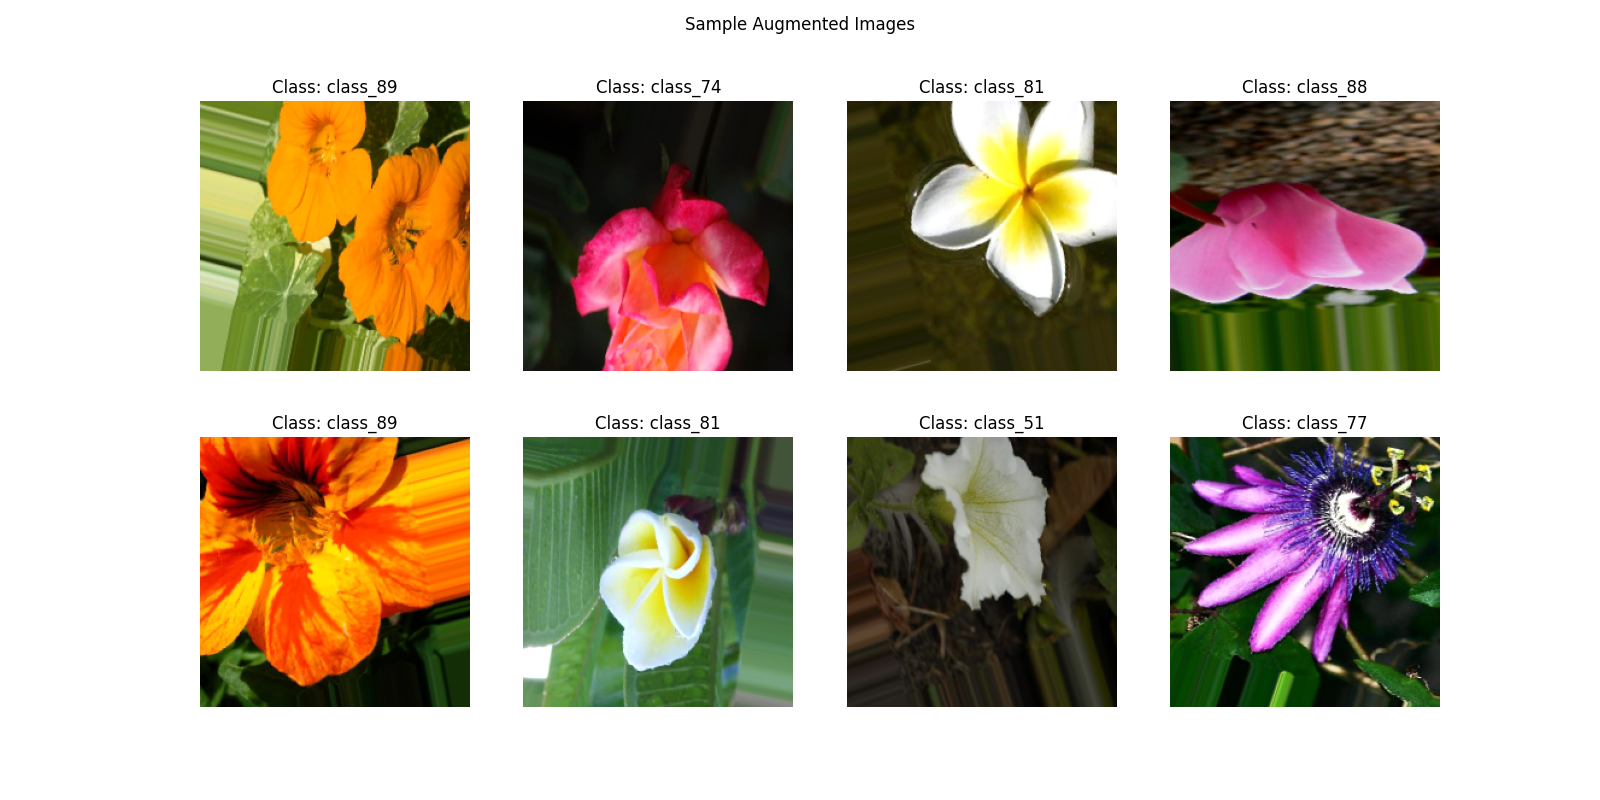 Sample Augmented Images
Class: class_89
Class: class_74
Class: class_81
Class: class_88
Class: class_89
Class: class_81
Class: class_51
Class: class_77